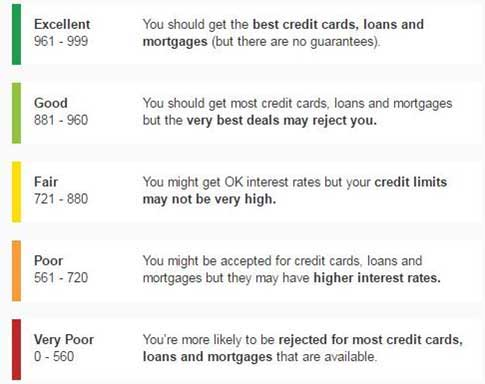 Excellent
961 - 999
You should get the best credit cards, loans and
mortgages (but there are no guarantees).
Good
881 - 960
You should get most credit cards, loans and mortgages
but the very best deals may reject you.
Fair
721 - 880
You might get OK interest rates but your credit limits
may not be very high.
Poor
561 - 720
You might be accepted for credit cards, loans and
mortgages but they may have higher interest rates.
Very Poor
0 - 560
You're more likely to be rejected for most credit cards,
loans and mortgages that are available.